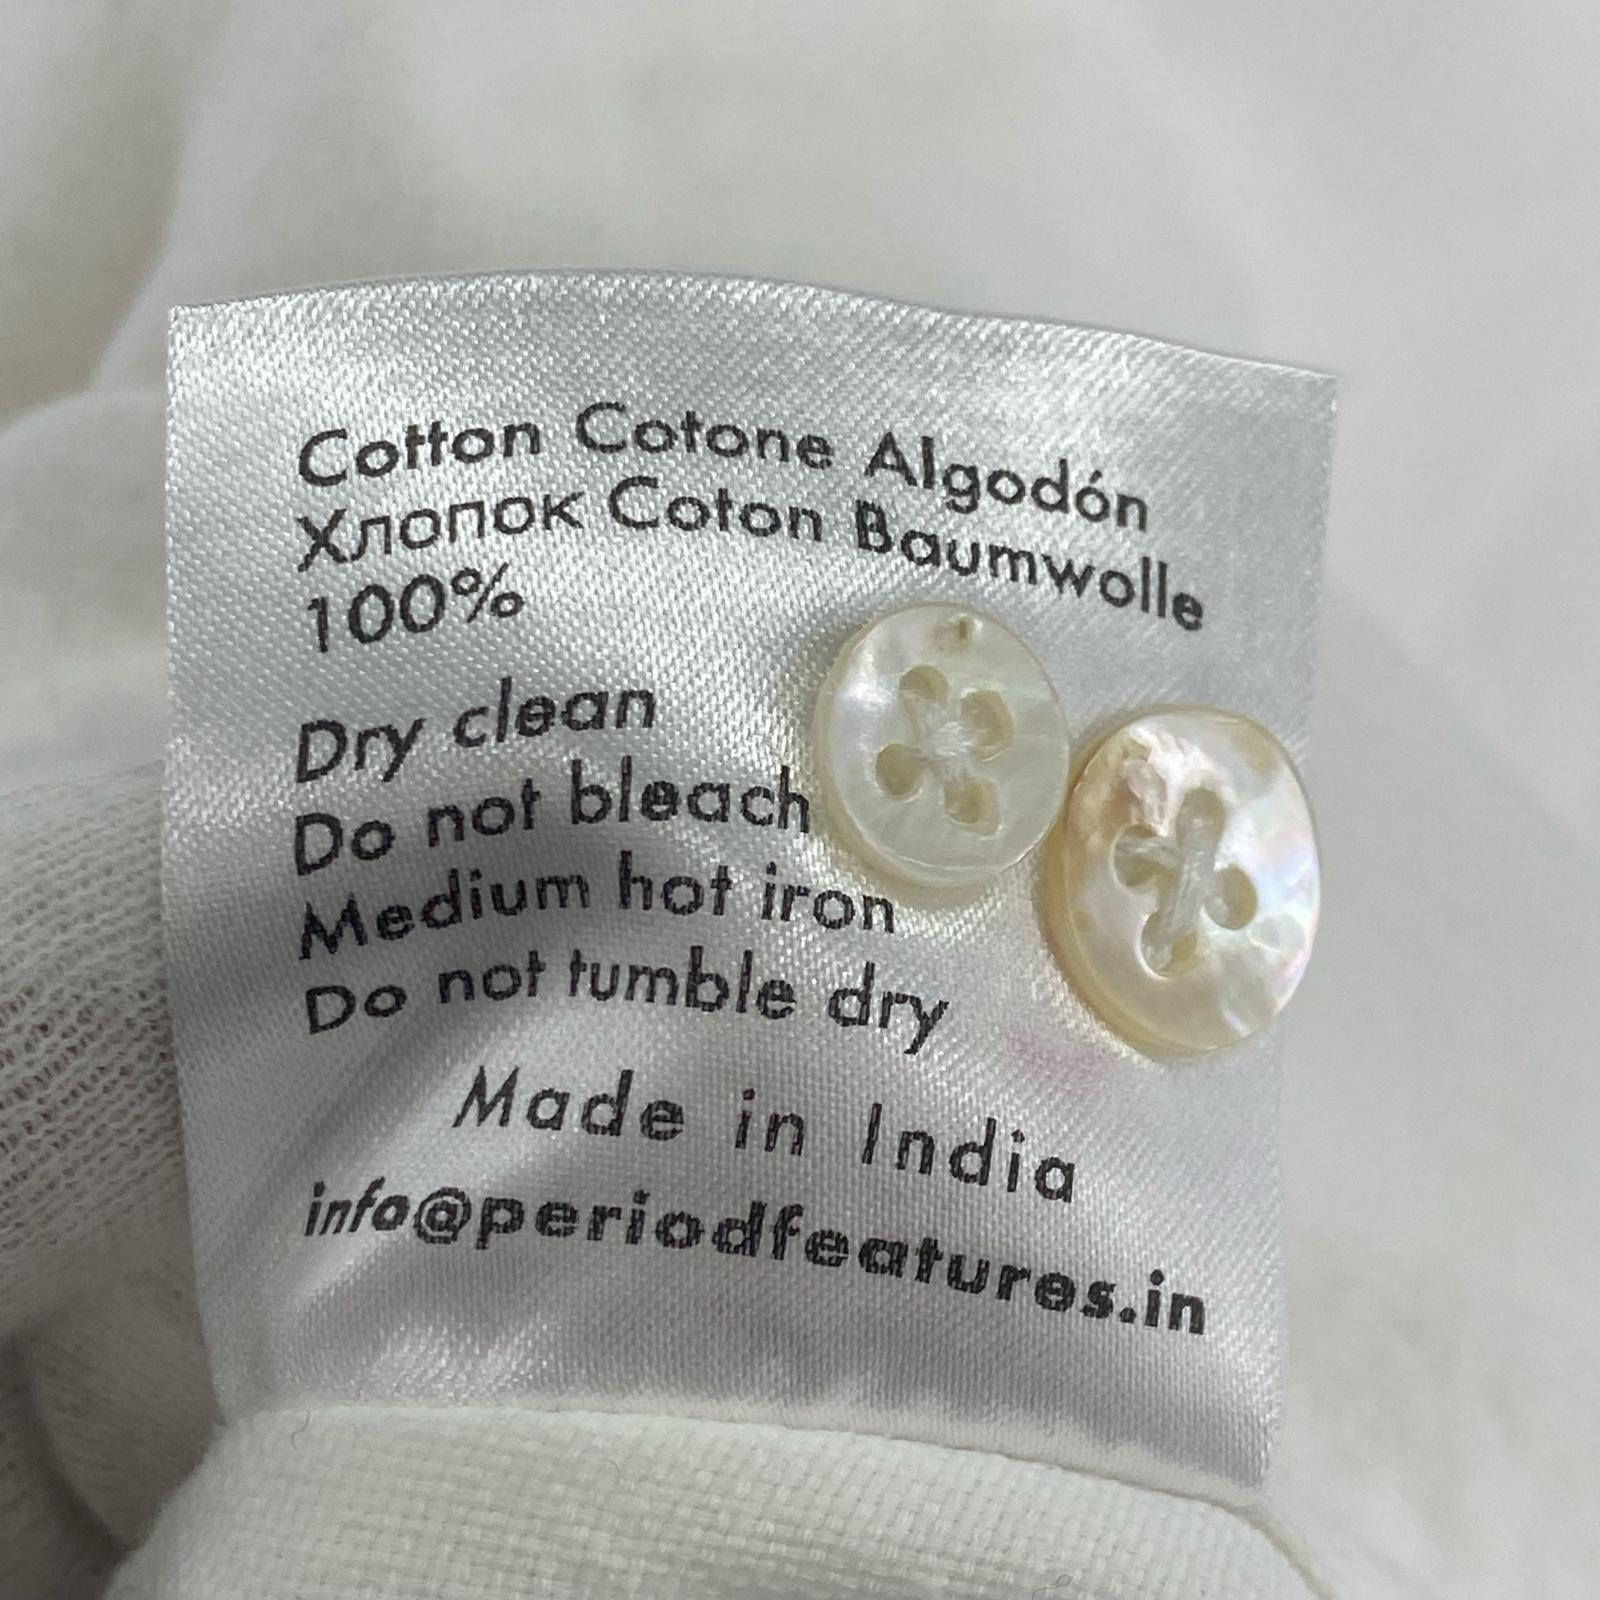 Cotton Cotone Algodón
Хлопок Coton Baumwolle
100%
Dry clean
Do not bleach
Medium hot iron
Do not tumble dry
Made in India
info@periodfeatures.in